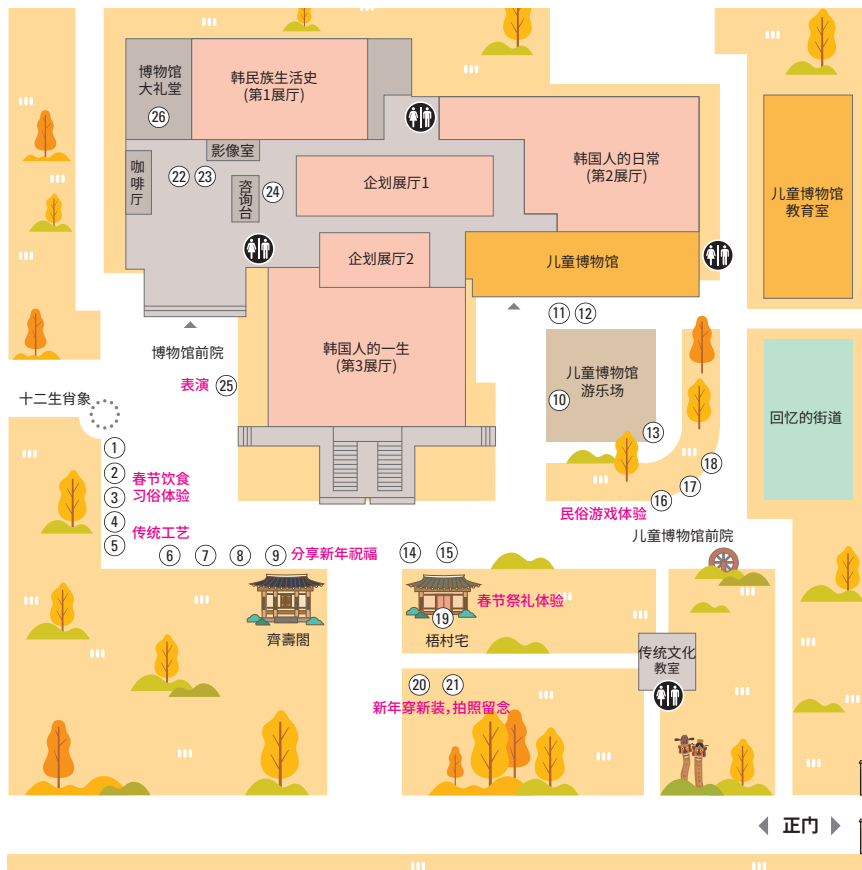 博物馆
大礼堂
26
韩民族生活史
(第1展厅)
影像室
咖
啡
厅
22
23
咨
询
台
24
企划展厅1
韩国人的日常
(第2展厅)
儿童博物馆
教育室
企划展厅2
儿童博物馆
韩国人的一生
(第3展厅)
博物馆前院
表演
25
11
12
儿童博物馆
游乐场
10
13
回忆的街道
十二生肖象
1
2
3
春节饮食
习俗体验
4
5
传统工艺
6
7
8
9
分享新年祝福
14
15
16
17
18
民俗游戏体验
儿童博物馆前院
齊壽閣
19
春节祭礼体验
梧村宅
传统文化
教室
20
21
新年穿新装,拍照留念
正门